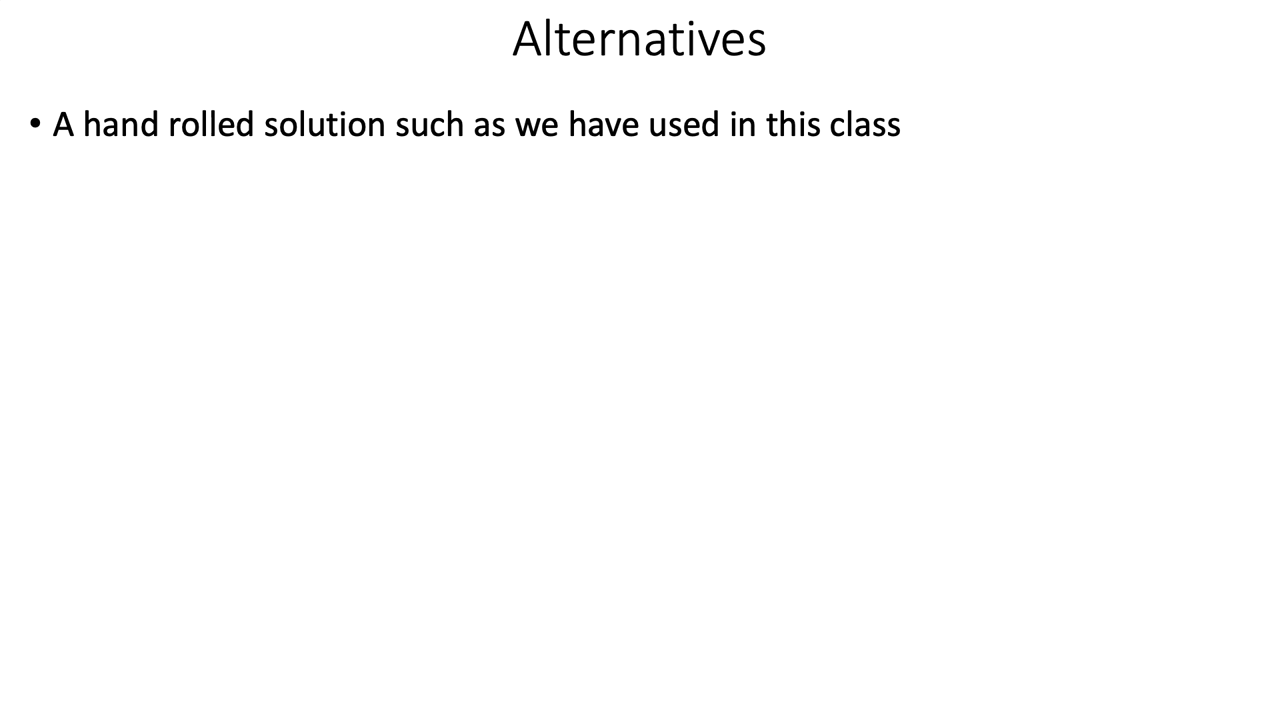 Alternatives
• A hand rolled solution such as we have used in this class